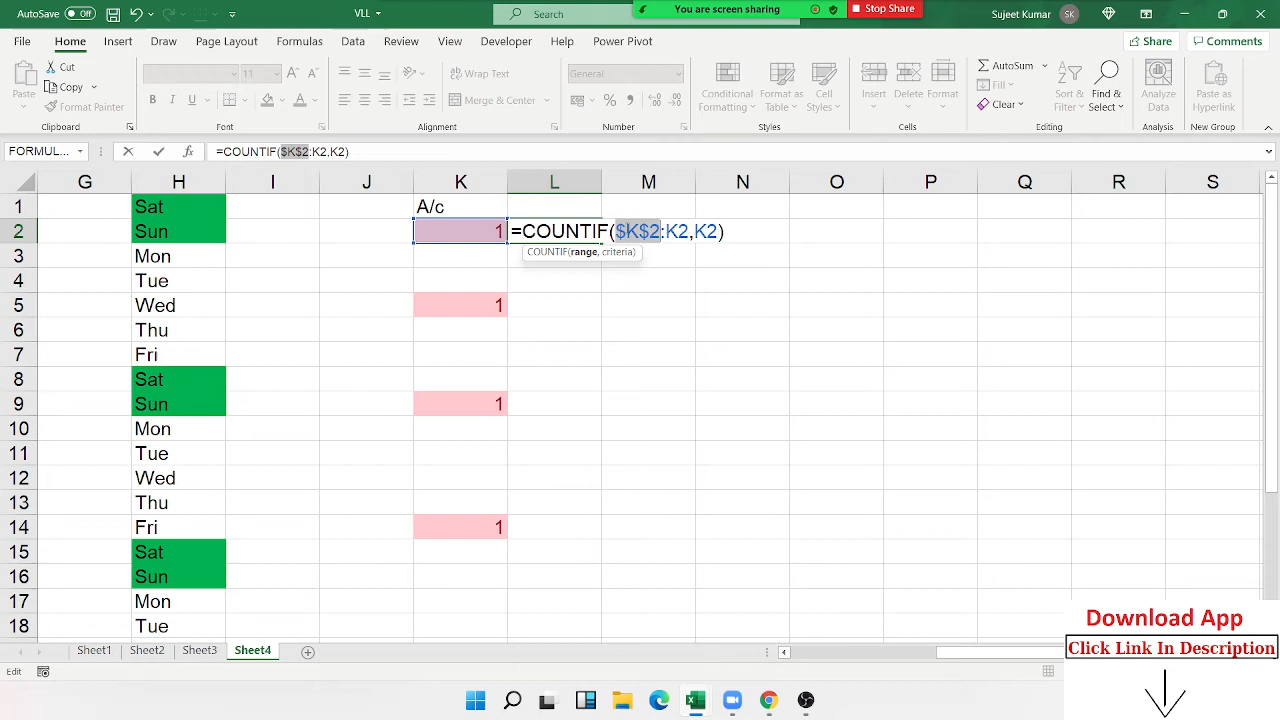 AutoSave Off VLL Search You are screen sharing Stop Share Sujeet Kumar SK
File Home Insert Draw Page Layout Formulas Data Review View Developer Help Power Pivot Share Comments
Paste Cut Copy Format Painter Clipboard
11 B I U Font
Wrap Text Merge & Center Alignment
General % Number
Conditional Formatting Format as Table Cell Styles Styles
Insert Delete Format Cells
AutoSum Fill Clear Sort & Filter Find & Select Editing
Analyze Data Analysis
Paste as Hyperlink New Group
FORMUL... fx =COUNTIF($K$2:K2,K2)
G H I J K L M N O P Q R S
1 Sat A/c
2 Sun 1 =COUNTIF($K$2:K2,K2)
COUNTIF(range, criteria)
3 Mon
4 Tue
5 Wed 1
6 Thu
7 Fri
8 Sat
9 Sun 1
10 Mon
11 Tue
12 Wed
13 Thu
14 Fri 1
15 Sat
16 Sun
17 Mon
18 Tue
Download App
Click Link In Description
Sheet1 Sheet2 Sheet3 Sheet4
Edit